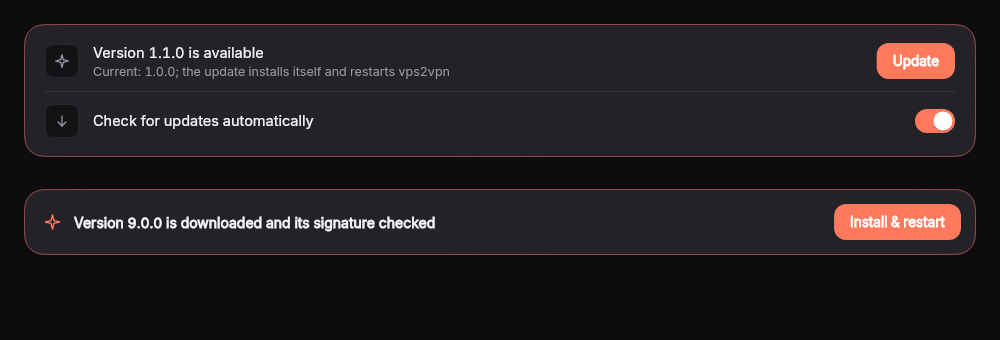 Version 1.1.0 is available
Current: 1.0.0; the update installs itself and restarts vps2vpn
Update
Check for updates automatically
Version 9.0.0 is downloaded and its signature checked
Install & restart